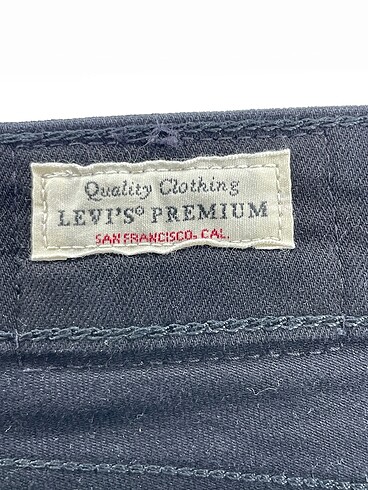 Quality Clothing
LEVI'S® PREMIUM
SAN FRANCISCO, CAL.